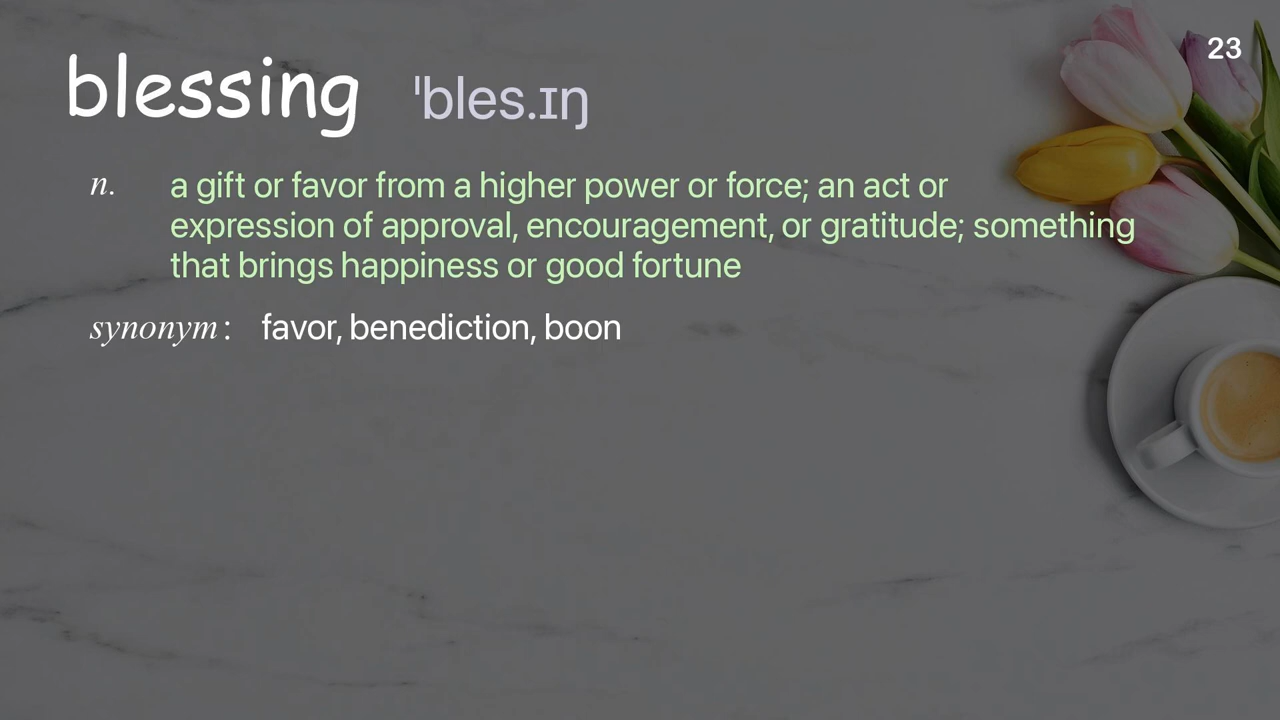 23
blessing ˈbles.ɪŋ
n. a gift or favor from a higher power or force; an act or
expression of approval, encouragement, or gratitude; something
that brings happiness or good fortune
synonym: favor, benediction, boon